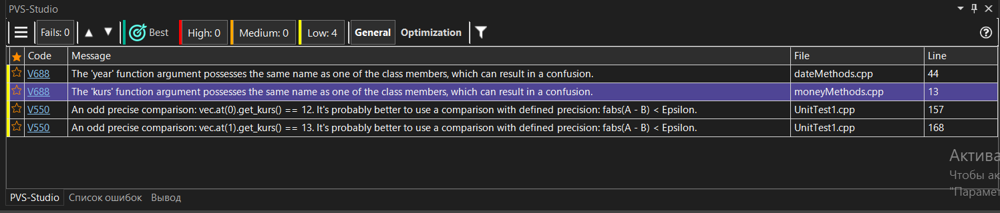 PVS-Studio
Fails: 0 Best High: 0 Medium: 0 Low: 4 General Optimization
Code Message File Line
V688 The 'year' function argument possesses the same name as one of the class members, which can result in a confusion. dateMethods.cpp 44
V688 The 'kurs' function argument possesses the same name as one of the class members, which can result in a confusion. moneyMethods.cpp 13
V550 An odd precise comparison: vec.at(0).get_kurs() == 12. It's probably better to use a comparison with defined precision: fabs(A - B) < Epsilon. UnitTest1.cpp 157
V550 An odd precise comparison: vec.at(1).get_kurs() == 13. It's probably better to use a comparison with defined precision: fabs(A - B) < Epsilon. UnitTest1.cpp 168
Актива
Чтобы ак
"Парамет
PVS-Studio Список ошибок Вывод